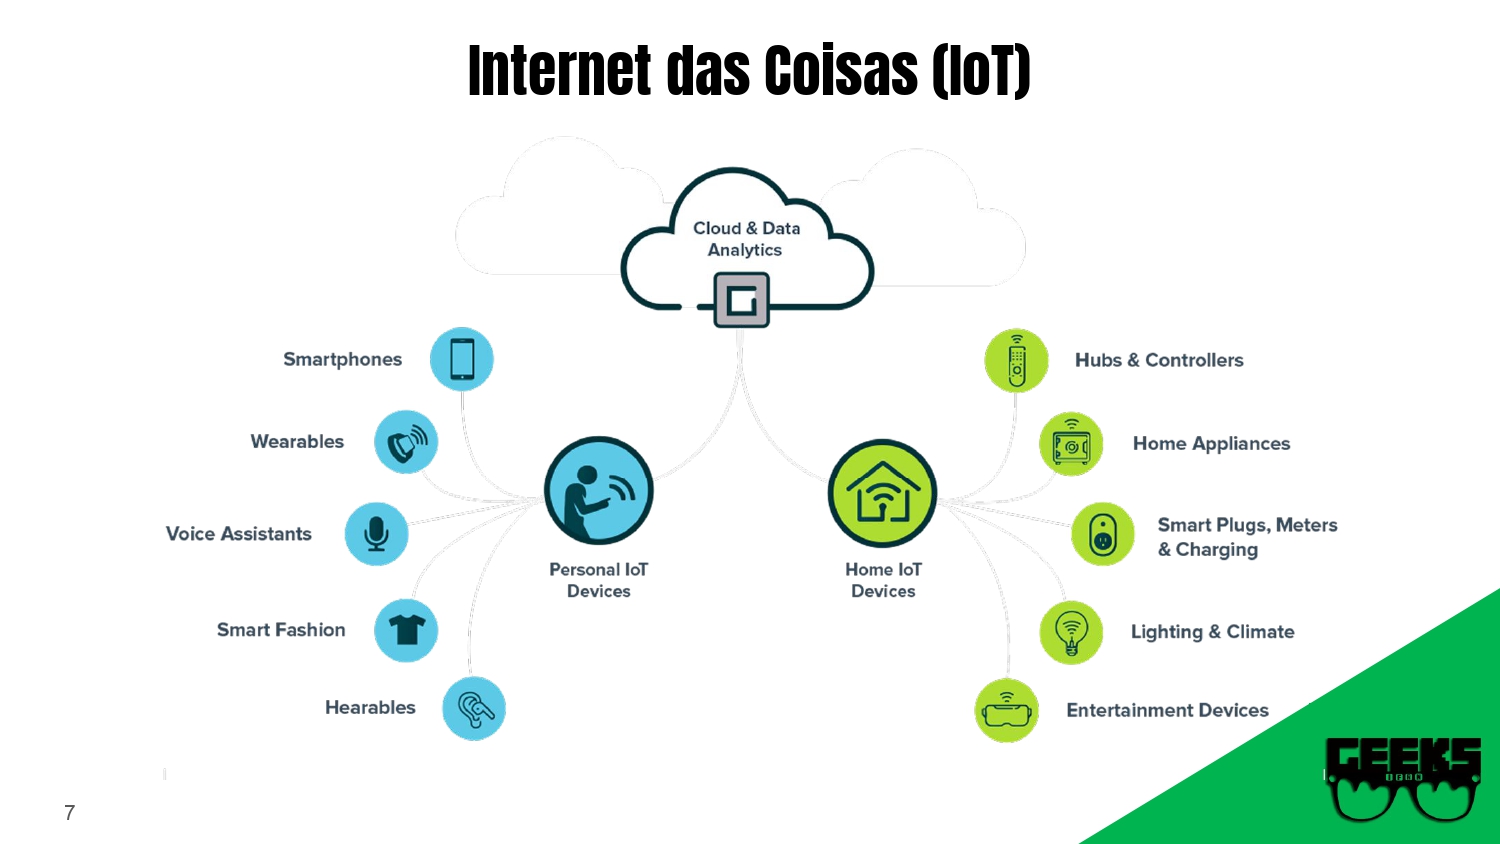 Internet das Coisas (IoT)
Cloud & Data
Analytics
Smartphones
Hubs & Controllers
Wearables
Home Appliances
Voice Assistants
Smart Plugs, Meters
& Charging
Personal IoT
Devices
Home IoT
Devices
Smart Fashion
Lighting & Climate
Hearables
Entertainment Devices
GEEKS
7